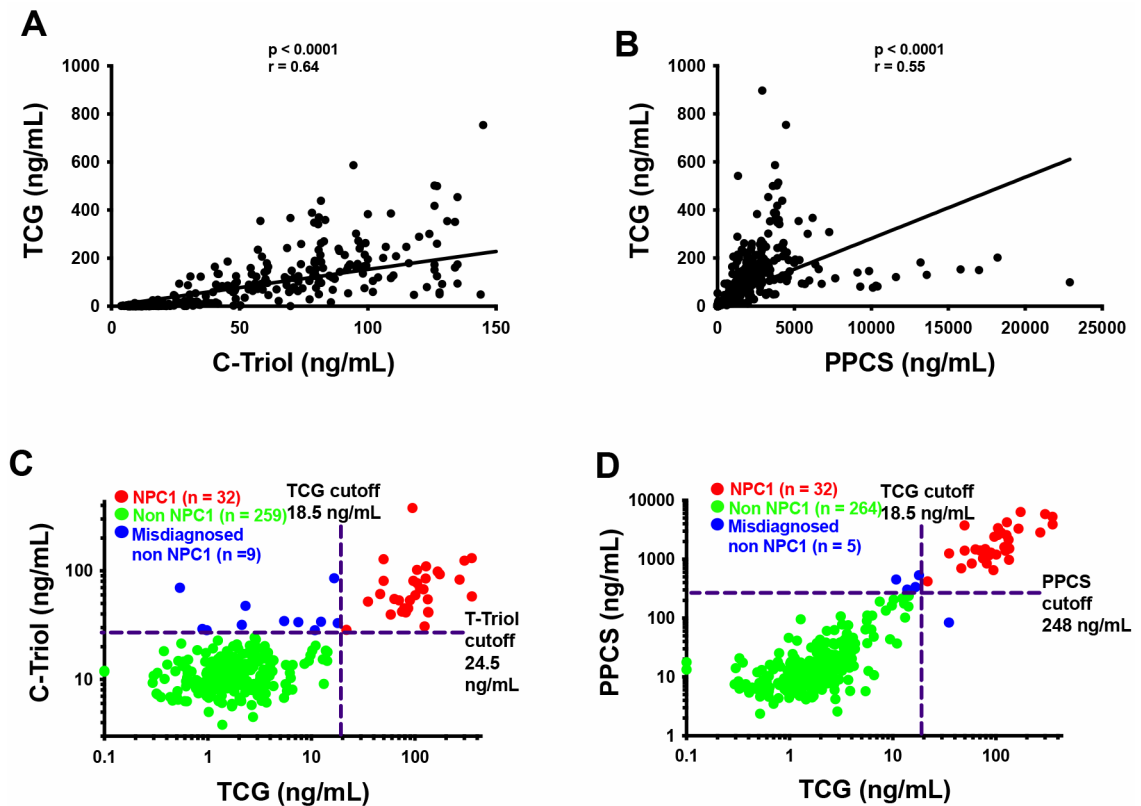 A
p < 0.0001
r = 0.64
1000
800
600
400
200
0
TCG (ng/mL)
0
50
100
150
C-Triol (ng/mL)
B
p < 0.0001
r = 0.55
1000
800
600
400
200
0
TCG (ng/mL)
0
5000
10000
15000
20000
25000
PPCS (ng/mL)
C
NPC1 (n = 32)
Non NPC1 (n = 259)
Misdiagnosed
non NPC1 (n =9)
TCG cutoff
18.5 ng/mL
T-Triol
cutoff
24.5
ng/mL
100
10
C-Triol (ng/mL)
0.1
1
10
100
TCG (ng/mL)
D
NPC1 (n = 32)
Non NPC1 (n = 264)
Misdiagnosed
non NPC1 (n = 5)
TCG cutoff
18.5 ng/mL
PPCS
cutoff
248 ng/mL
10000
1000
100
10
1
PPCS (ng/mL)
0.1
1
10
100
TCG (ng/mL)